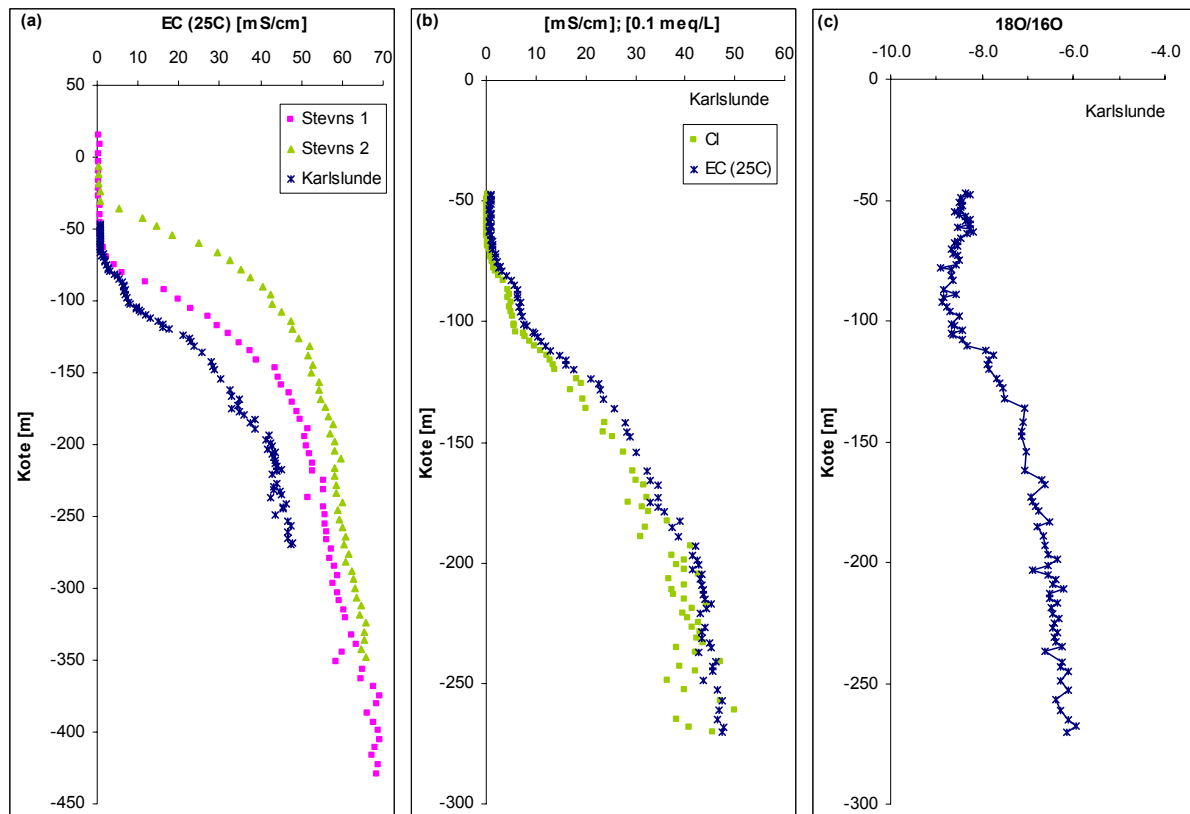 (a)
EC (25C) [mS/cm]
0 10 20 30 40 50 60 70
50
0
-50
-100
-150
-200
-250
-300
-350
-400
-450
Kote [m]
Stevns 1
Stevns 2
Karlslunde
(b)
[mS/cm]; [0.1 meq/L]
0 10 20 30 40 50 60
0
-50
-100
-150
-200
-250
-300
Kote [m]
Karlslunde
Cl
EC (25C)
(c)
18O/16O
-10.0 -8.0 -6.0 -4.0
0
-50
-100
-150
-200
-250
-300
Kote [m]
Karlslunde